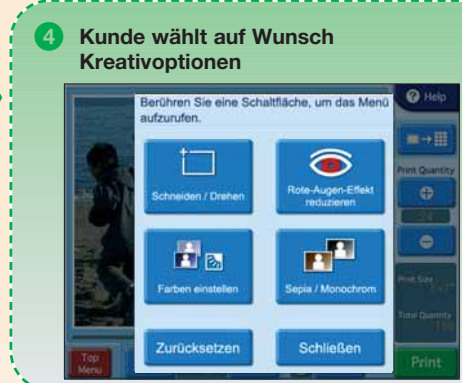 4 Kunde wählt auf Wunsch
Kreativoptionen
Berühren Sie eine Schaltfläche, um das Menü
aufzurufen.
Help
Schneiden / Drehen
Rote-Augen-Effekt
reduzieren
Print Quantity
Farben einstellen
Sepia / Monochrom
Print Size
Total Quantity
Zurücksetzen
Schließen
Top
Menu
Print